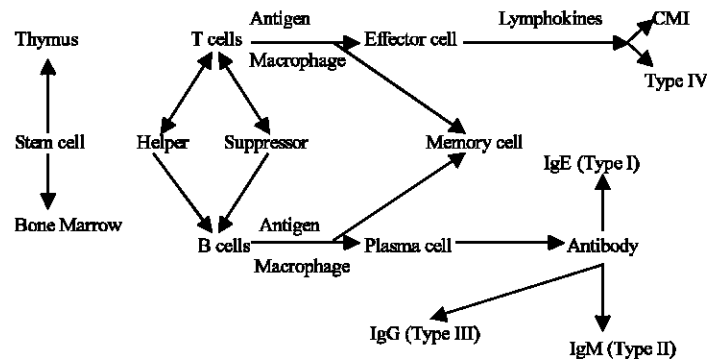 Antigen
Lymphokines
CMI
Thymus
T cells
Effector cell
Macrophage
Type IV
Stem cell
Helper
Suppressor
Memory cell
IgE (Type I)
Bone Marrow
Antigen
B cells
Plasma cell
Antibody
Macrophage
IgG (Type III)
IgM (Type II)